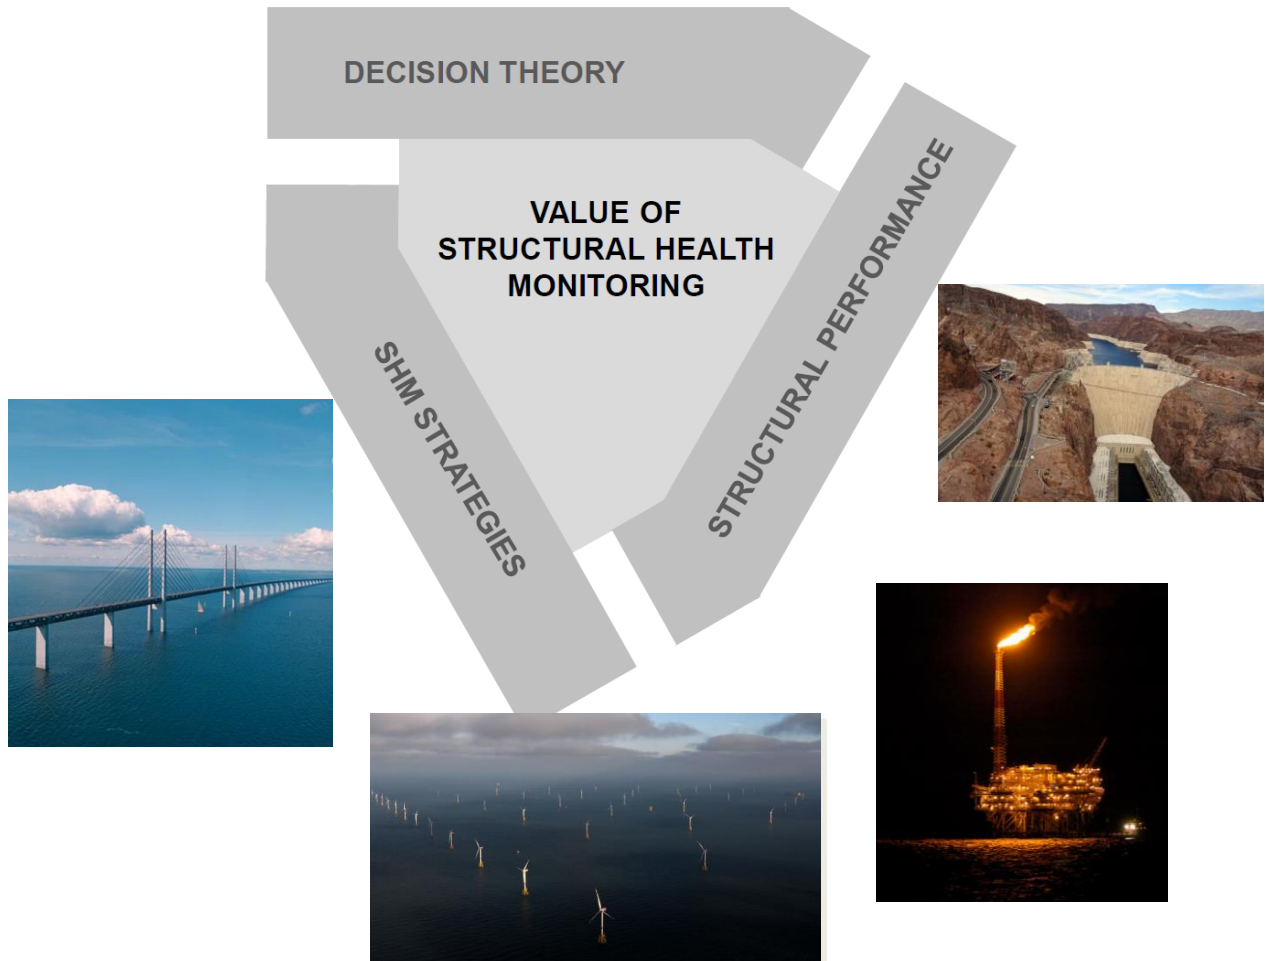 DECISION THEORY
VALUE OF
STRUCTURAL HEALTH
MONITORING
STRUCTURAL PERFORMANCE
SHM STRATEGIES